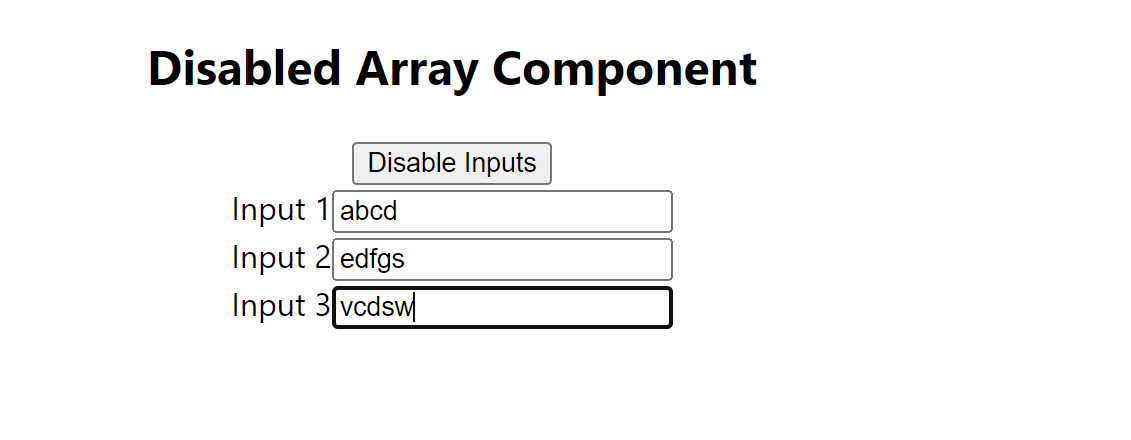 Disabled Array Component
Disable Inputs
Input 1 abcd
Input 2 edfgs
Input 3 vcdsw